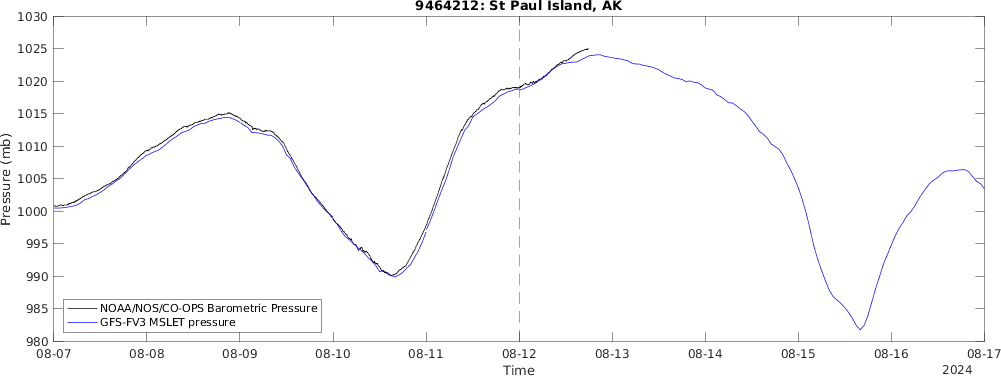 9464212: St Paul Island, AK
1030
1025
1020
1015
1010
1005
1000
995
990
985
980
Pressure (mb)
NOAA/NOS/CO-OPS Barometric Pressure
GFS-FV3 MSLET pressure
08-07 08-08 08-09 08-10 08-11 08-12 08-13 08-14 08-15 08-16 08-17
Time
2024